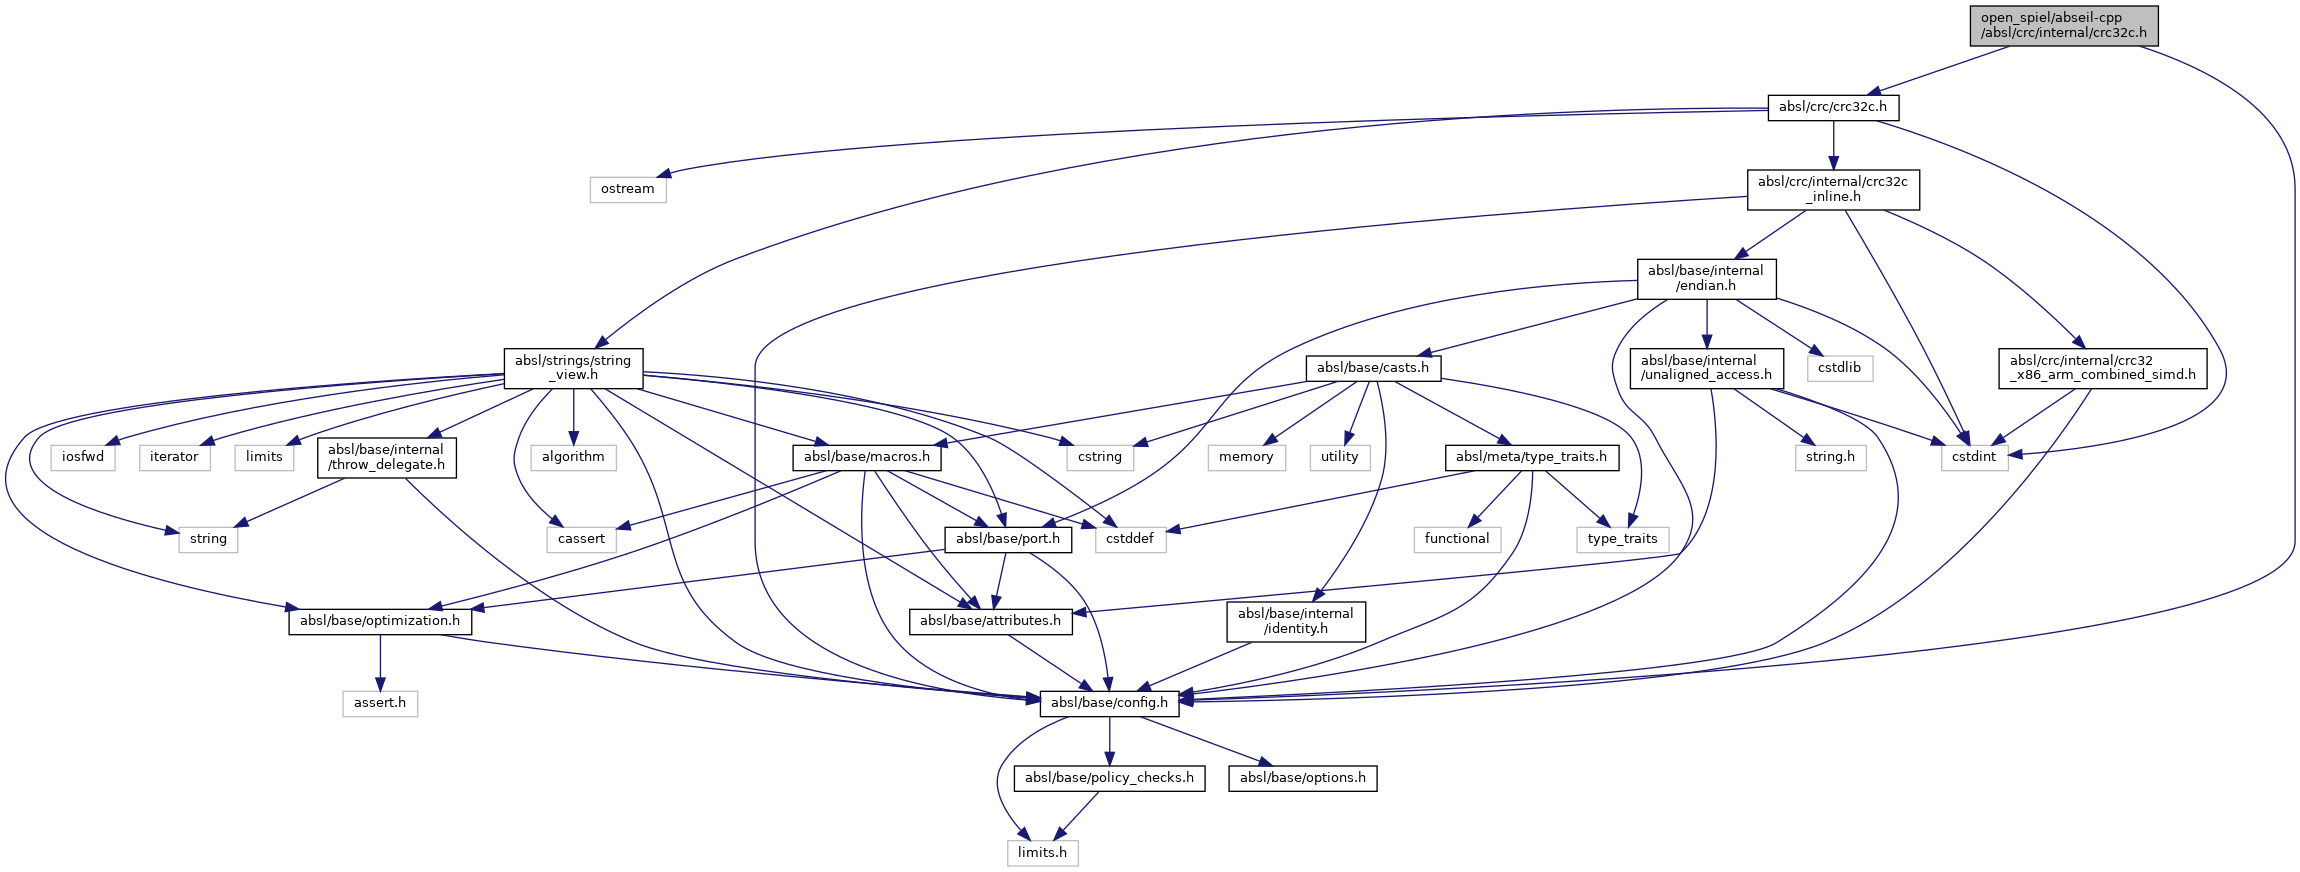 open_spiel/abseil-cpp
/absl/crc/internal/crc32c.h
absl/crc/crc32c.h
ostream
absl/crc/internal/crc32c
_inline.h
absl/base/internal
/endian.h
absl/strings/string
_view.h
absl/base/casts.h
absl/base/internal
/unaligned_access.h
cstdlib
absl/crc/internal/crc32
_x86_arm_combined_simd.h
iosfwd
iterator
limits
absl/base/internal
/throw_delegate.h
algorithm
absl/base/macros.h
cstring
memory
utility
absl/meta/type_traits.h
string.h
cstdint
string
cassert
absl/base/port.h
cstddef
functional
type_traits
absl/base/optimization.h
absl/base/attributes.h
absl/base/internal
/identity.h
assert.h
absl/base/config.h
absl/base/policy_checks.h
absl/base/options.h
limits.h